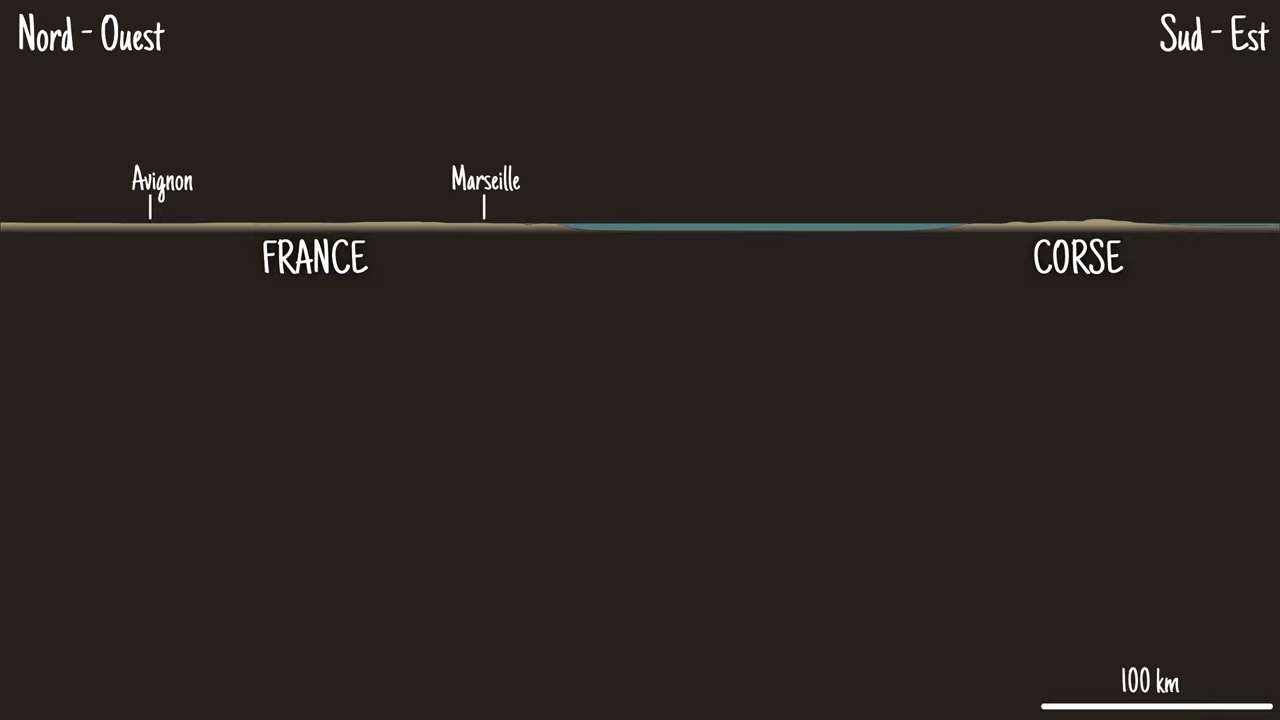 Nord - Ouest
Sud - Est
Avignon
Marseille
FRANCE
CORSE
100 km